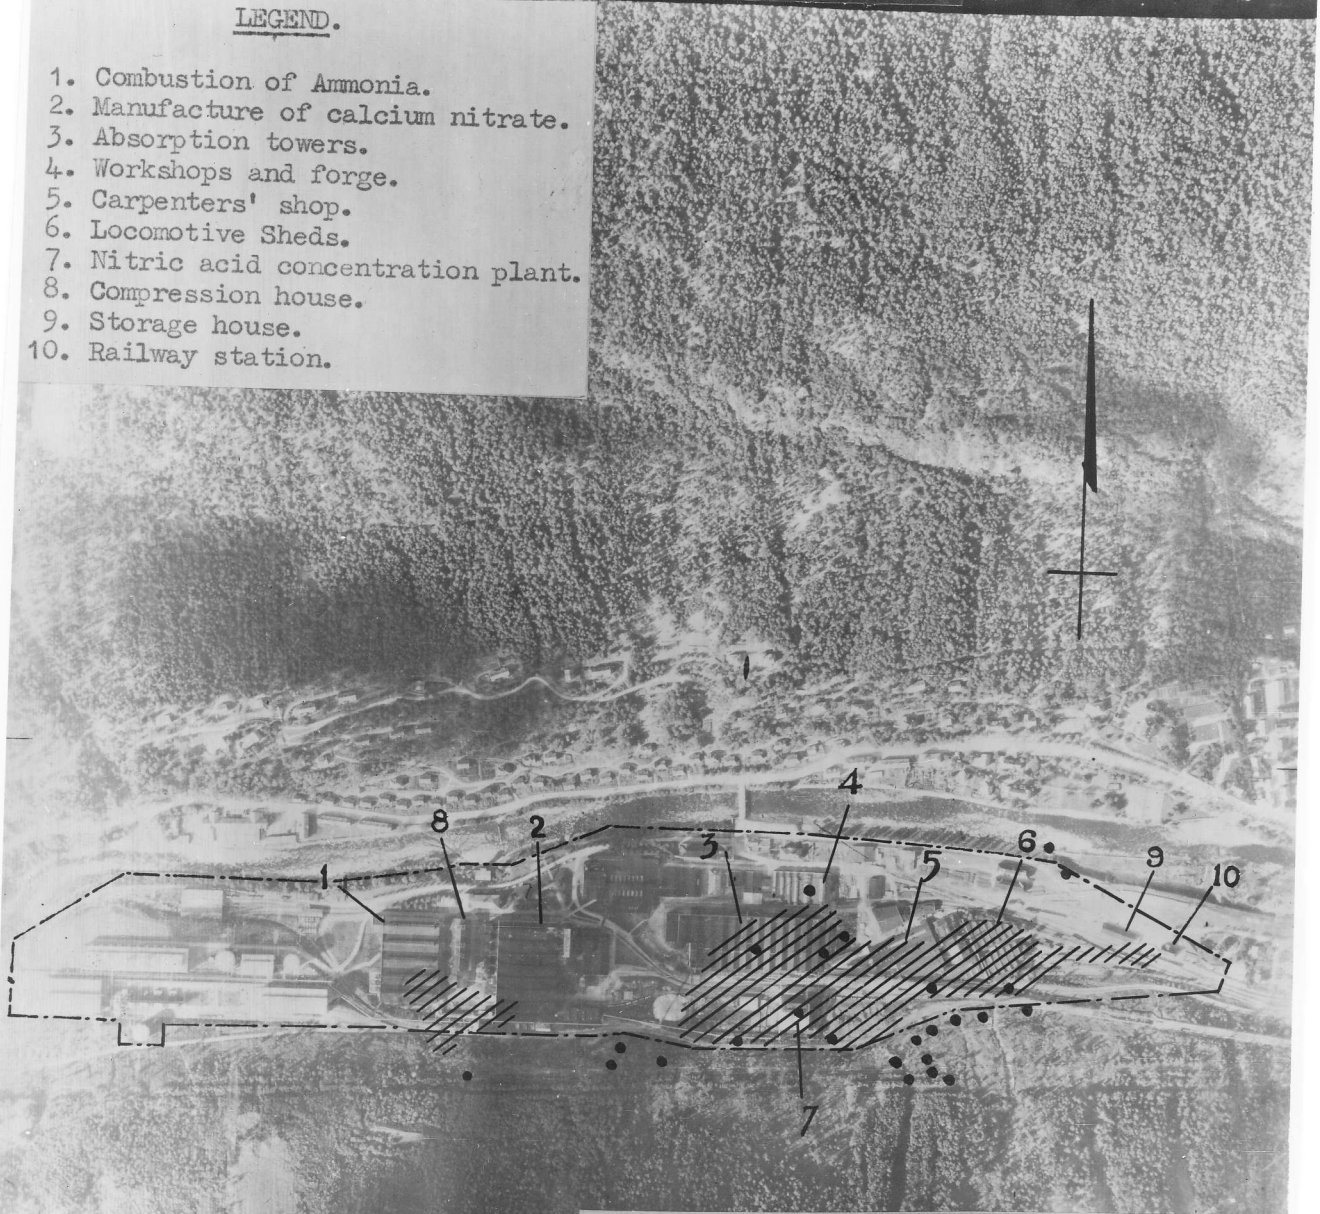 LEGEND.
1. Combustion of Ammonia.
2. Manufacture of calcium nitrate.
3. Absorption towers.
4. Workshops and forge.
5. Carpenters' shop.
6. Locomotive Sheds.
7. Nitric acid concentration plant.
8. Compression house.
9. Storage house.
10. Railway station.
4
8
2
3
6
5
9
10
1
7